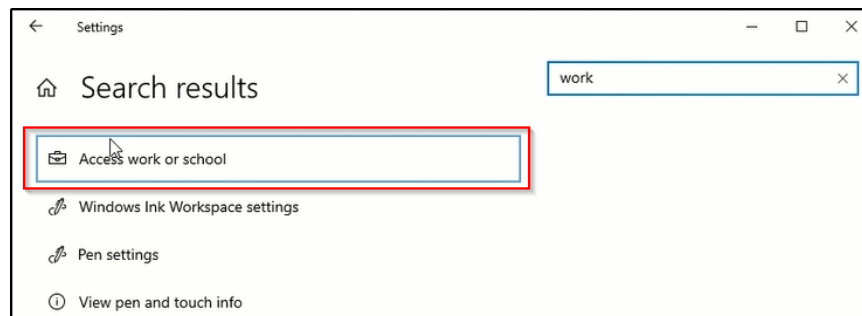 Settings
Search results
work
Access work or school
Windows Ink Workspace settings
Pen settings
View pen and touch info